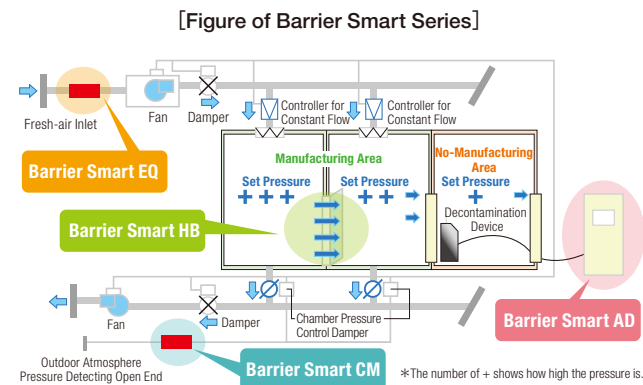 [Figure of Barrier Smart Series]
Fresh-air Inlet
Fan
Damper
Controller for
Constant Flow
Controller for
Constant Flow
Barrier Smart EQ
Manufacturing Area
No-Manufacturing
Area
Set Pressure
+++
Set Pressure
++
Set Pressure
+
Barrier Smart HB
Decontamination
Device
Barrier Smart AD
Fan
Damper
Chamber Pressure
Control Damper
Outdoor Atmosphere
Pressure Detecting Open End
Barrier Smart CM
*The number of + shows how high the pressure is.